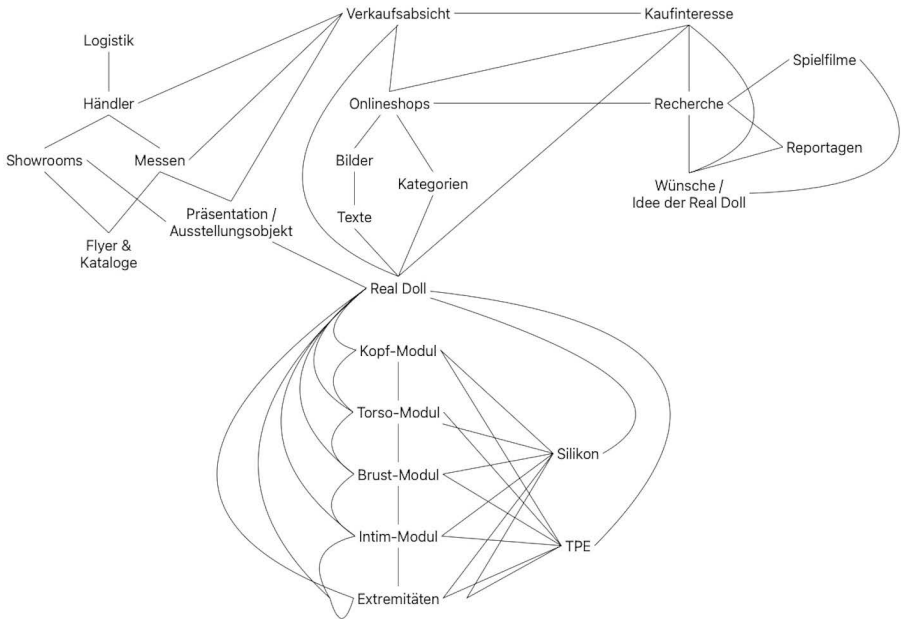 Verkaufsabsicht
Kaufinteresse
Logistik
Spielfilme
Händler
Onlineshops
Recherche
Showrooms
Messen
Bilder
Reportagen
Kategorien
Wünsche /
Idee der Real Doll
Präsentation /
Ausstellungsobjekt
Texte
Flyer &
Kataloge
Real Doll
Kopf-Modul
Torso-Modul
Silikon
Brust-Modul
Intim-Modul
TPE
Extremitäten